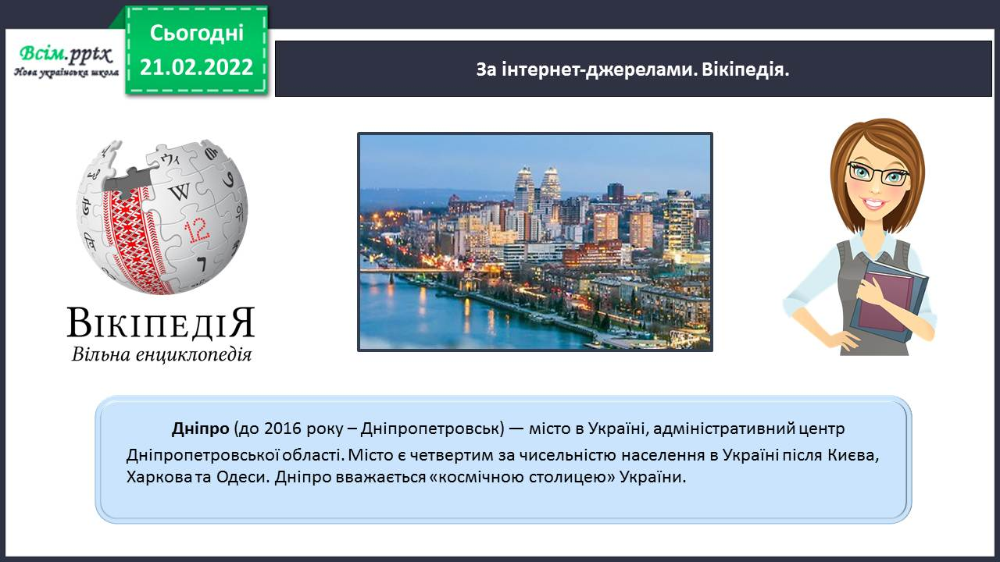 Всім.pptx
Нова українська школа
Сьогодні
21.02.2022
За інтернет-джерелами. Вікіпедія.
W
12
ВІКІПЕДІЯ
Вільна енциклопедія
Дніпро (до 2016 року – Дніпропетровськ) — місто в Україні, адміністративний центр
Дніпропетровської області. Місто є четвертим за чисельністю населення в Україні після Києва,
Харкова та Одеси. Дніпро вважається «космічною столицею» України.